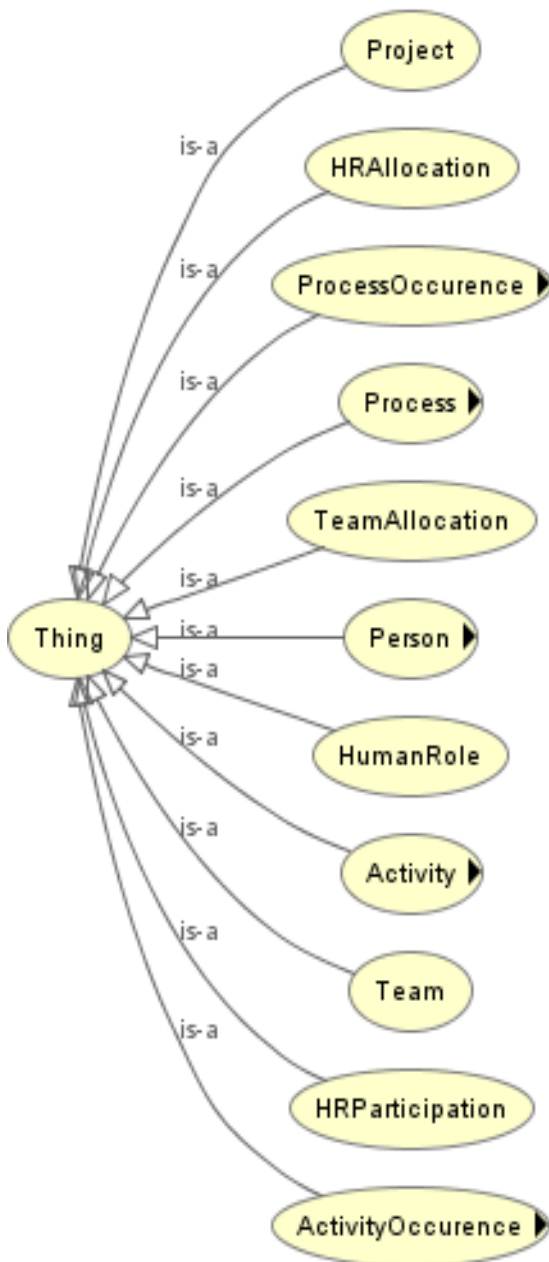 Project
is-a
HRAllocation
is-a
ProcessOccurence
is-a
Process
is-a
TeamAllocation
is-a
Thing
is-a
Person
is-a
HumanRole
is-a
Activity
is-a
Team
is-a
HRParticipation
is-a
ActivityOccurence